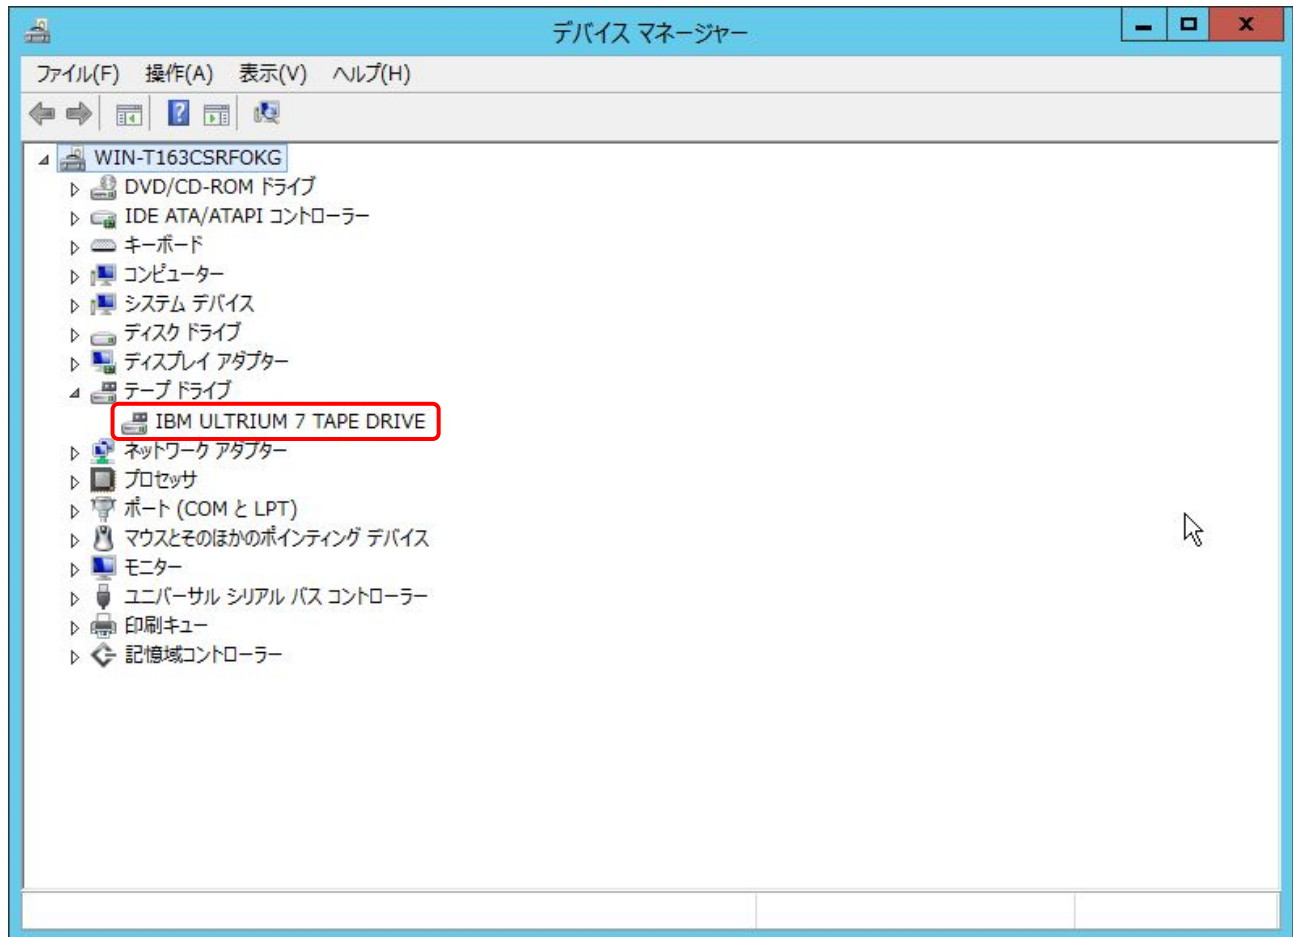 デバイス マネージャー
ファイル(F) 操作(A) 表示(V) ヘルプ(H)
WIN-T163CSRFOKG
DVD/CD-ROM ドライブ
IDE ATA/ATAPI コントローラー
キーボード
コンピューター
システム デバイス
ディスク ドライブ
ディスプレイ アダプター
テープ ドライブ
IBM ULTRIUM 7 TAPE DRIVE
ネットワーク アダプター
プロセッサ
ポート (COM と LPT)
マウスとそのほかのポインティング デバイス
モニター
ユニバーサル シリアル バス コントローラー
印刷キュー
記憶域コントローラー